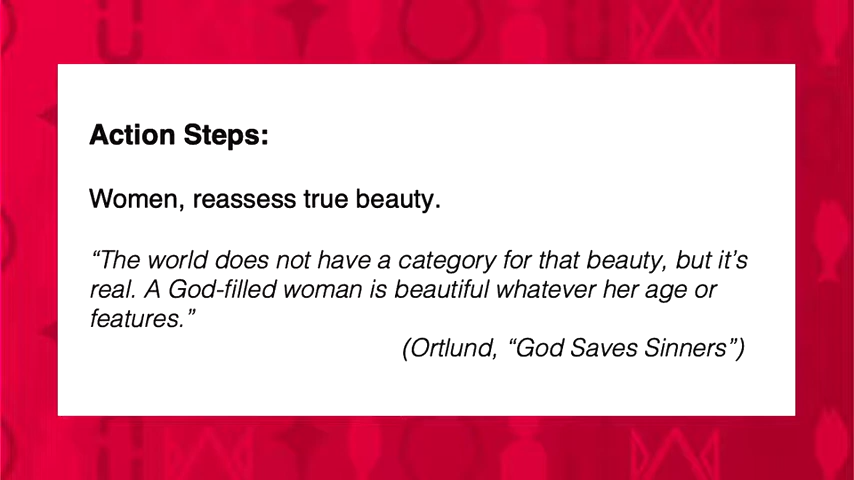 Action Steps:
Women, reassess true beauty.
“The world does not have a category for that beauty, but it’s
real. A God-filled woman is beautiful whatever her age or
features.”
(Ortlund, “God Saves Sinners”)